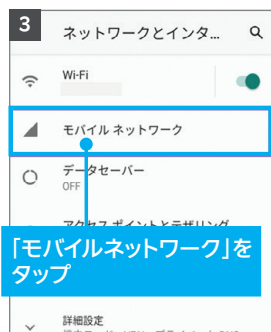 3
ネットワークとインタ...
Wi-Fi
モバイル ネットワーク
データセーバー
OFF
アクセス ポイントとテザリング
「モバイルネットワーク」を
タップ
詳細設定